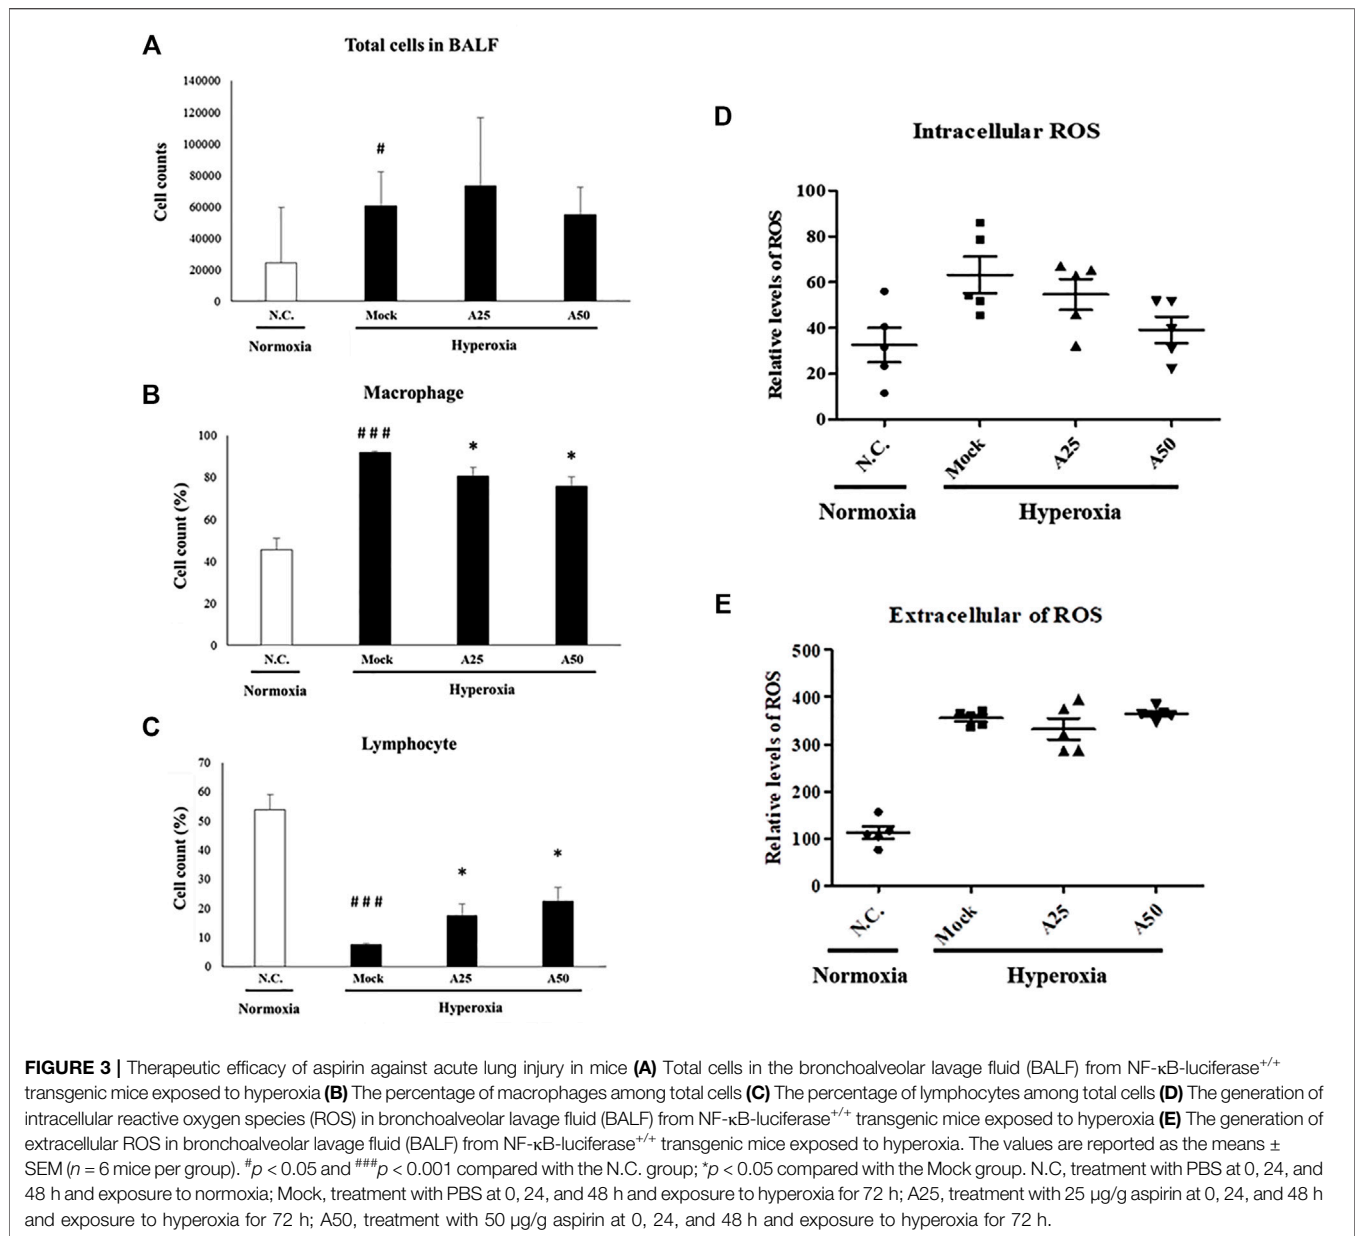 A
Total cells in BALF
Cell counts
140000
120000
100000
80000
60000
40000
20000
0
#
N.C.
Mock
A25
A50
Normoxia
Hyperoxia
B
Macrophage
Cell count (%)
100
80
60
40
20
0
# # #
*
*
N.C.
Mock
A25
A50
Normoxia
Hyperoxia
C
Lymphocyte
Cell count (%)
70
60
50
40
30
20
10
0
# # #
*
*
N.C.
Mock
A25
A50
Normoxia
Hyperoxia
D
Intracellular ROS
Relative levels of ROS
100
80
60
40
20
0
N.C.
Mock
A25
A50
Normoxia
Hyperoxia
E
Extracellular of ROS
Relative levels of ROS
500
400
300
200
100
0
N.C.
Mock
A25
A50
Normoxia
Hyperoxia
FIGURE 3 | Therapeutic efficacy of aspirin against acute lung injury in mice (A) Total cells in the bronchoalveolar lavage fluid (BALF) from NF-κB-luciferase+/+
transgenic mice exposed to hyperoxia (B) The percentage of macrophages among total cells (C) The percentage of lymphocytes among total cells (D) The generation of
intracellular reactive oxygen species (ROS) in bronchoalveolar lavage fluid (BALF) from NF-κB-luciferase+/+ transgenic mice exposed to hyperoxia (E) The generation of
extracellular ROS in bronchoalveolar lavage fluid (BALF) from NF-κB-luciferase+/+ transgenic mice exposed to hyperoxia. The values are reported as the means ±
SEM (n = 6 mice per group). #p < 0.05 and ###p < 0.001 compared with the N.C. group; *p < 0.05 compared with the Mock group. N.C, treatment with PBS at 0, 24, and
48 h and exposure to normoxia; Mock, treatment with PBS at 0, 24, and 48 h and exposure to hyperoxia for 72 h; A25, treatment with 25 μg/g aspirin at 0, 24, and 48 h
and exposure to hyperoxia for 72 h; A50, treatment with 50 μg/g aspirin at 0, 24, and 48 h and exposure to hyperoxia for 72 h.